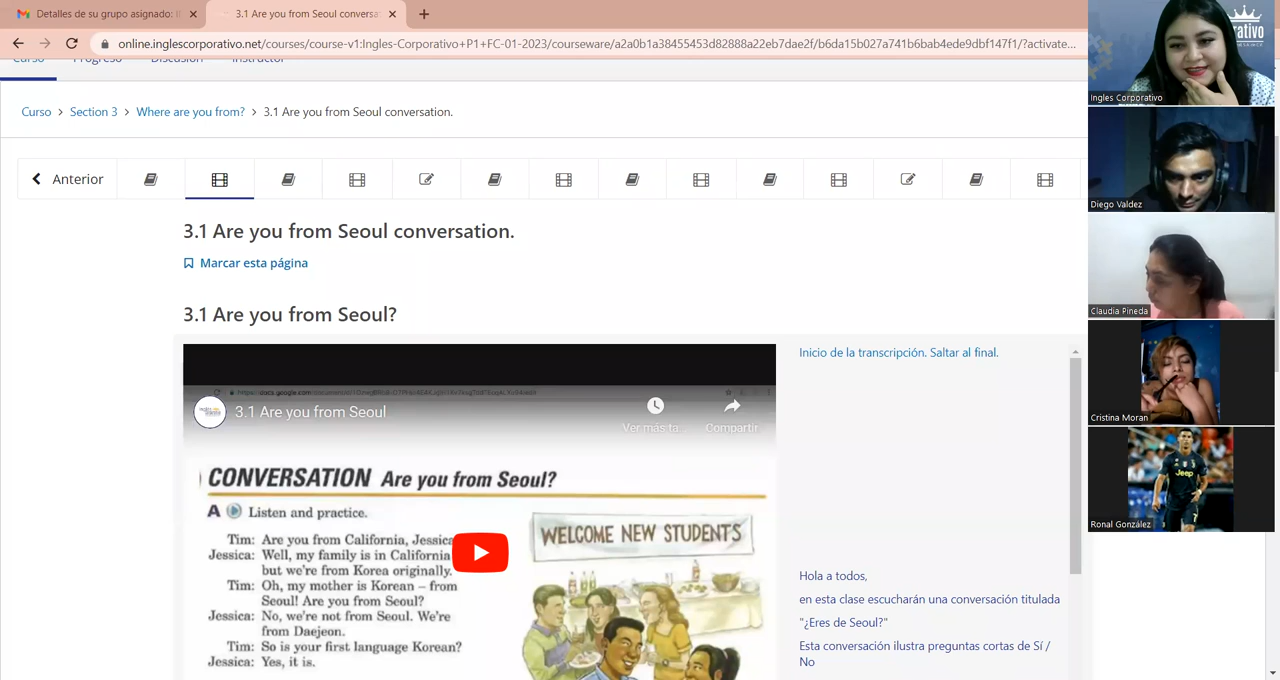 Detalles de su grupo asignado: I
3.1 Are you from Seoul conversa
online.inglescorporativo.net/courses/course-v1:Ingles-Corporativo+P1+FC-01-2023/courseware/a2a0b1a38455453d82888a22eb7dae2f/b6da15b027a741b6bab4ede9dbf147f1/?activate...
Curso Progreso Discusión Instructor
Curso > Section 3 > Where are you from? > 3.1 Are you from Seoul conversation.
Anterior
3.1 Are you from Seoul conversation.
Marcar esta página
3.1 Are you from Seoul?
Inicio de la transcripción. Saltar al final.
3.1 Are you from Seoul
Ver más ta...
Compartir
CONVERSATION Are you from Seoul?
A Listen and practice.
Tim: Are you from California, Jessica
Jessica: Well, my family is in California
but we're from Korea originally.
Tim: Oh, my mother is Korean – from
Seoul! Are you from Seoul?
Jessica: No, we're not from Seoul. We're
from Daejeon.
Tim: So is your first language Korean?
Jessica: Yes, it is.
WELCOME NEW STUDENTS
Hola a todos,
en esta clase escucharán una conversación titulada
"¿Eres de Seoul?"
Esta conversación ilustra preguntas cortas de Sí /
No
rativo
Ingles Corporativo
Diego Valdez
Claudia Pineda
Cristina Moran
Jeep
Ronal González